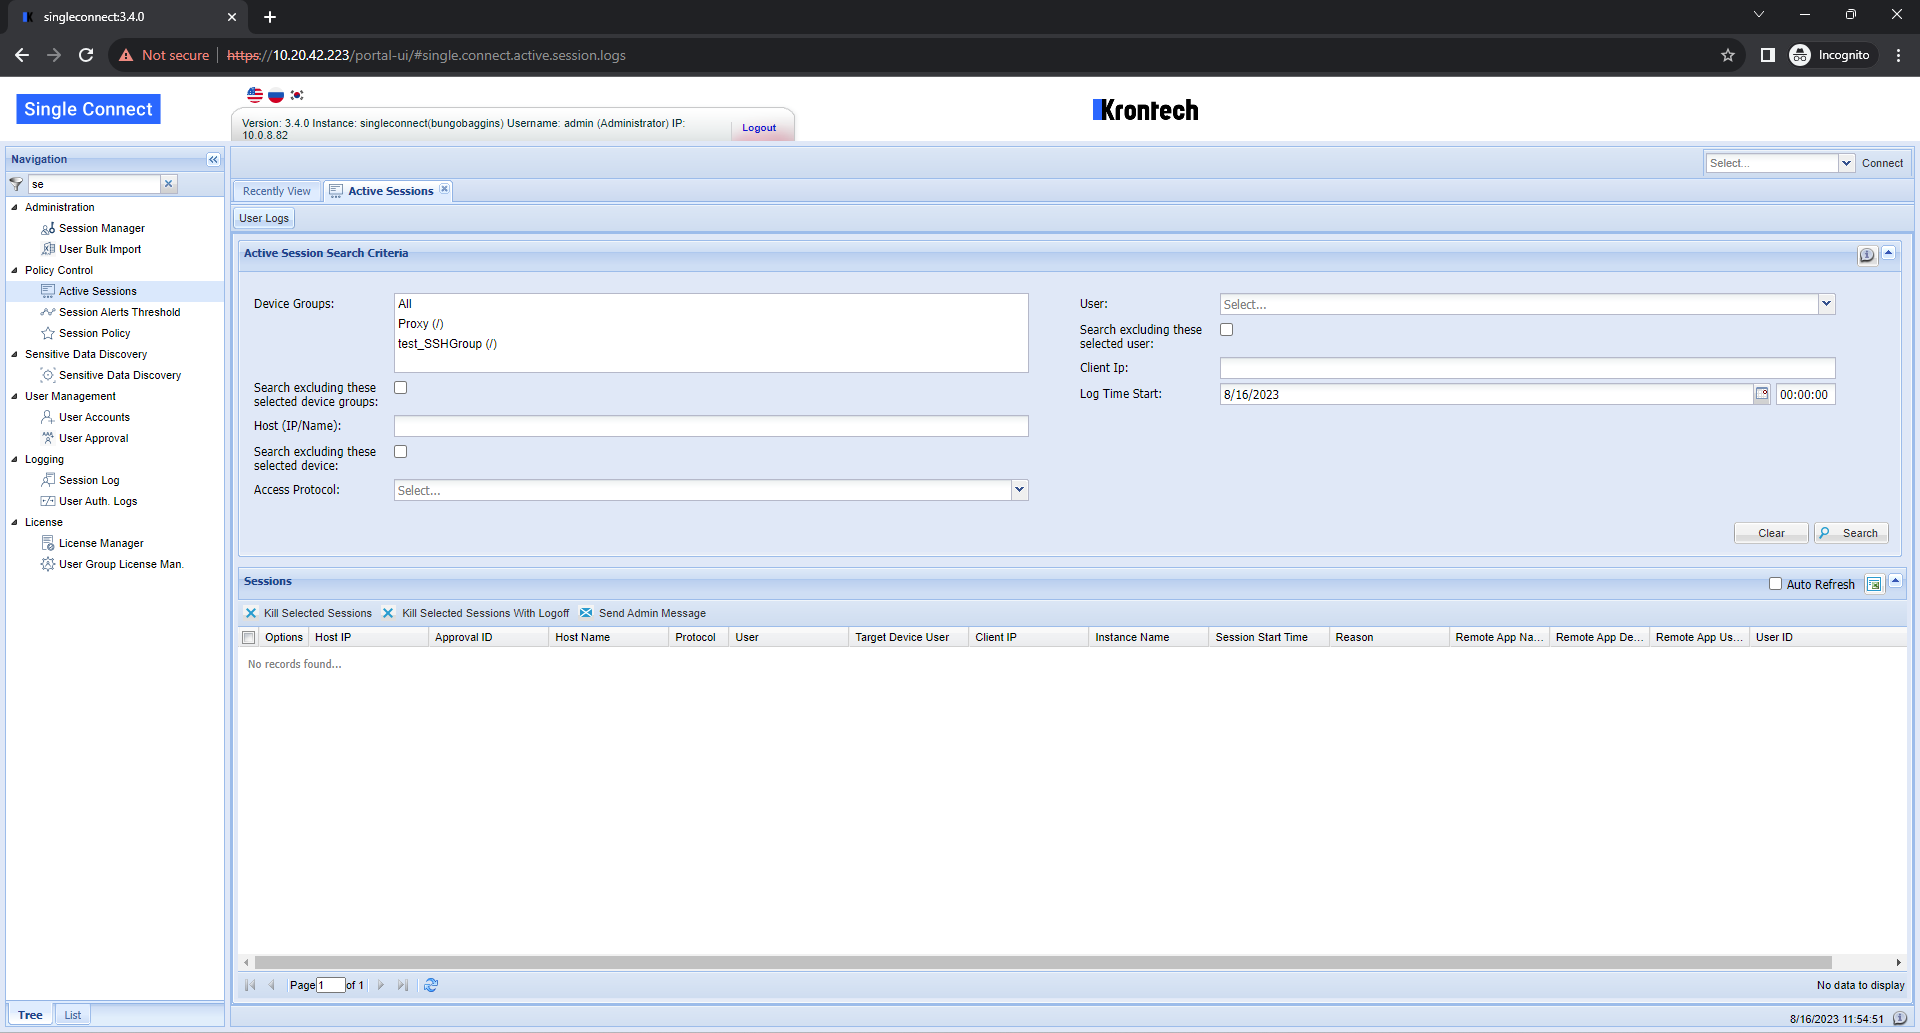 singleconnect:3.4.0
Not secure https://10.20.42.223/portal-ui/#single.connect.active.session.logs
Incognito
Single Connect
Version: 3.4.0 Instance: singleconnect(bungobaggins) Username: admin (Administrator) IP:
10.0.8.82
Logout
Krontech
Navigation
Select...
Connect
se
Recently View
Active Sessions
User Logs
Administration
Session Manager
User Bulk Import
Policy Control
Active Sessions
Session Alerts Threshold
Session Policy
Sensitive Data Discovery
Sensitive Data Discovery
User Management
User Accounts
User Approval
Logging
Session Log
User Auth. Logs
License
License Manager
User Group License Man.
Active Session Search Criteria
Device Groups:
All
Proxy (/)
test_SSHGroup (/)
Search excluding these
selected device groups:
Host (IP/Name):
Search excluding these
selected device:
Access Protocol:
Select...
User:
Select...
Search excluding these
selected user:
Client Ip:
Log Time Start:
8/16/2023
00:00:00
Clear
Search
Sessions
Auto Refresh
Kill Selected Sessions
Kill Selected Sessions With Logoff
Send Admin Message
Options Host IP Approval ID Host Name Protocol User Target Device User Client IP Instance Name Session Start Time Reason Remote App Na... Remote App De... Remote App Us... User ID
No records found...
Page 1 of 1
No data to display
Tree
List
8/16/2023 11:54:51